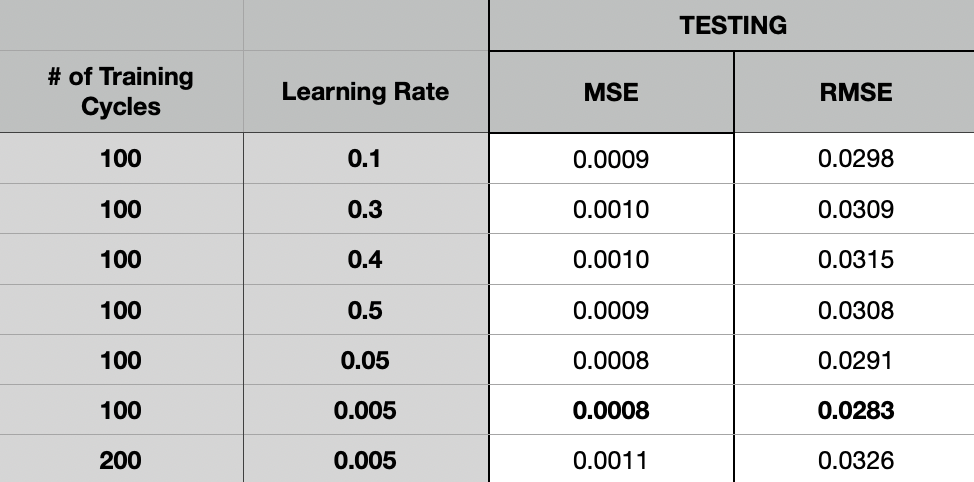 TESTING
# of Training
Cycles Learning Rate MSE RMSE
100 0.1 0.0009 0.0298
100 0.3 0.0010 0.0309
100 0.4 0.0010 0.0315
100 0.5 0.0009 0.0308
100 0.05 0.0008 0.0291
100 0.005 0.0008 0.0283
200 0.005 0.0011 0.0326